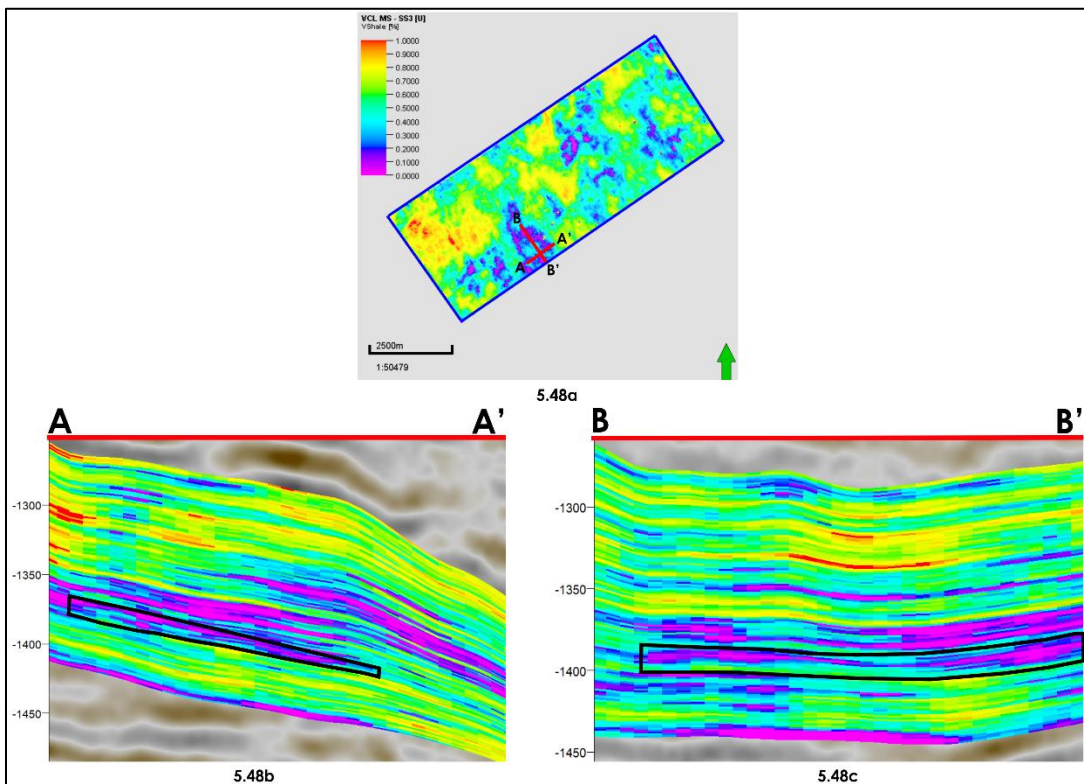 VCL MS - SS3 [U]
VShale [%]
1.0000
0.9000
0.8000
0.7000
0.6000
0.5000
0.4000
0.3000
0.2000
0.1000
0.0000
B
A'
A
B'
2500m
1:50479
5.48a
A A'
B B'
-1300
-1350
-1400
-1450
-1300
-1350
-1400
-1450
5.48b
5.48c